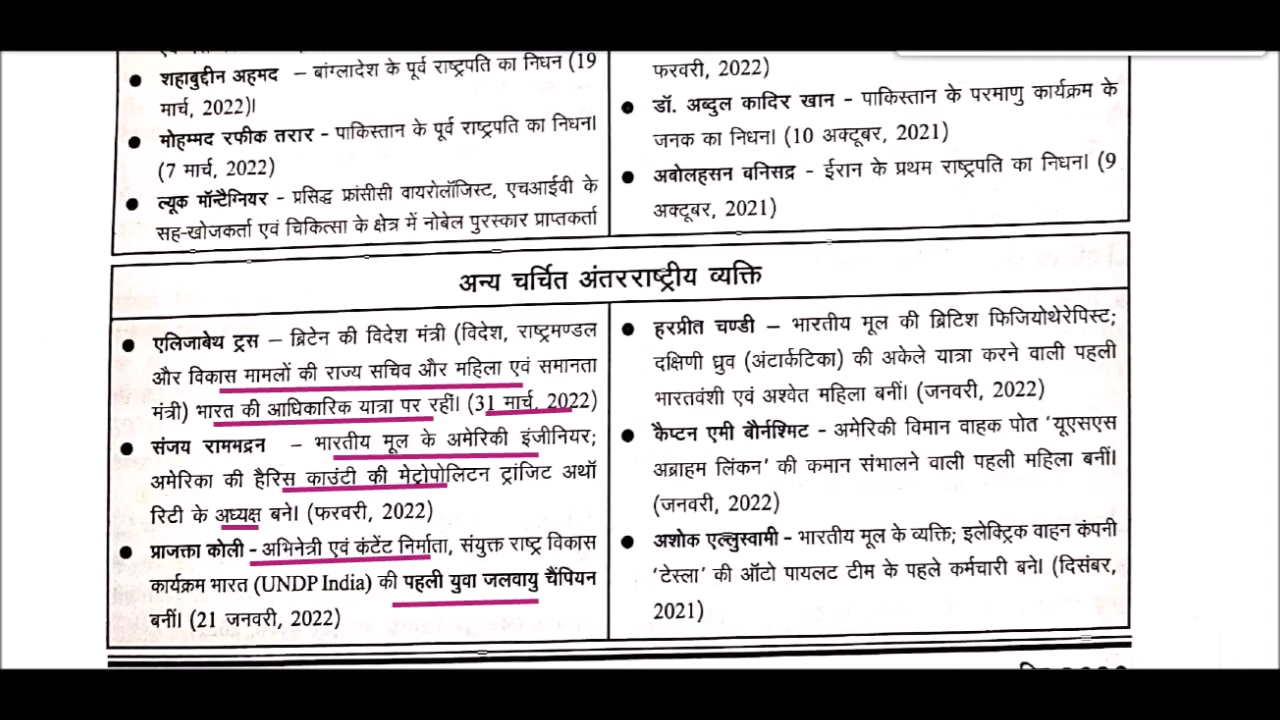 शहाबुद्दीन अहमद – बांग्लादेश के पूर्व राष्ट्रपति का निधन (19
मार्च, 2022)।
मोहम्मद रफीक तरार - पाकिस्तान के पूर्व राष्ट्रपति का निधन।
(7 मार्च, 2022)
ल्यूक मॉन्टैग्नियर - प्रसिद्ध फ्रांसीसी वायरोलॉजिस्ट, एचआईवी के
सह-खोजकर्ता एवं चिकित्सा के क्षेत्र में नोबेल पुरस्कार प्राप्तकर्ता
फरवरी, 2022)
डॉ. अब्दुल कादिर खान - पाकिस्तान के परमाणु कार्यक्रम के
जनक का निधन। (10 अक्टूबर, 2021)
अबोलहसन बनिसद्र - ईरान के प्रथम राष्ट्रपति का निधन। (9
अक्टूबर, 2021)
अन्य चर्चित अंतरराष्ट्रीय व्यक्ति
एलिजाबेथ ट्रस – ब्रिटेन की विदेश मंत्री (विदेश, राष्ट्रमण्डल
और विकास मामलों की राज्य सचिव और महिला एवं समानता
मंत्री) भारत की आधिकारिक यात्रा पर रहीं। (31 मार्च, 2022)
संजय राममद्रन – भारतीय मूल के अमेरिकी इंजीनियर;
अमेरिका की हैरिस काउंटी की मेट्रोपोलिटन ट्रांजिट अथॉ
रिटी के अध्यक्ष बने। (फरवरी, 2022)
प्राजक्ता कोली - अभिनेत्री एवं कंटेंट निर्माता, संयुक्त राष्ट्र विकास
कार्यक्रम भारत (UNDP India) की पहली युवा जलवायु चैंपियन
बनीं। (21 जनवरी, 2022)
हरप्रीत चण्डी – भारतीय मूल की ब्रिटिश फिजियोथेरेपिस्ट;
दक्षिणी ध्रुव (अंटार्कटिका) की अकेले यात्रा करने वाली पहली
भारतवंशी एवं अश्वेत महिला बनीं। (जनवरी, 2022)
कैप्टन एमी बौर्नश्मिट - अमेरिकी विमान वाहक पोत 'यूएसएस
अब्राहम लिंकन' की कमान संभालने वाली पहली महिला बनीं।
(जनवरी, 2022)
अशोक एल्लुस्वामी - भारतीय मूल के व्यक्ति; इलेक्ट्रिक वाहन कंपनी
'टेस्ला' की ऑटो पायलट टीम के पहले कर्मचारी बने। (दिसंबर,
2021)